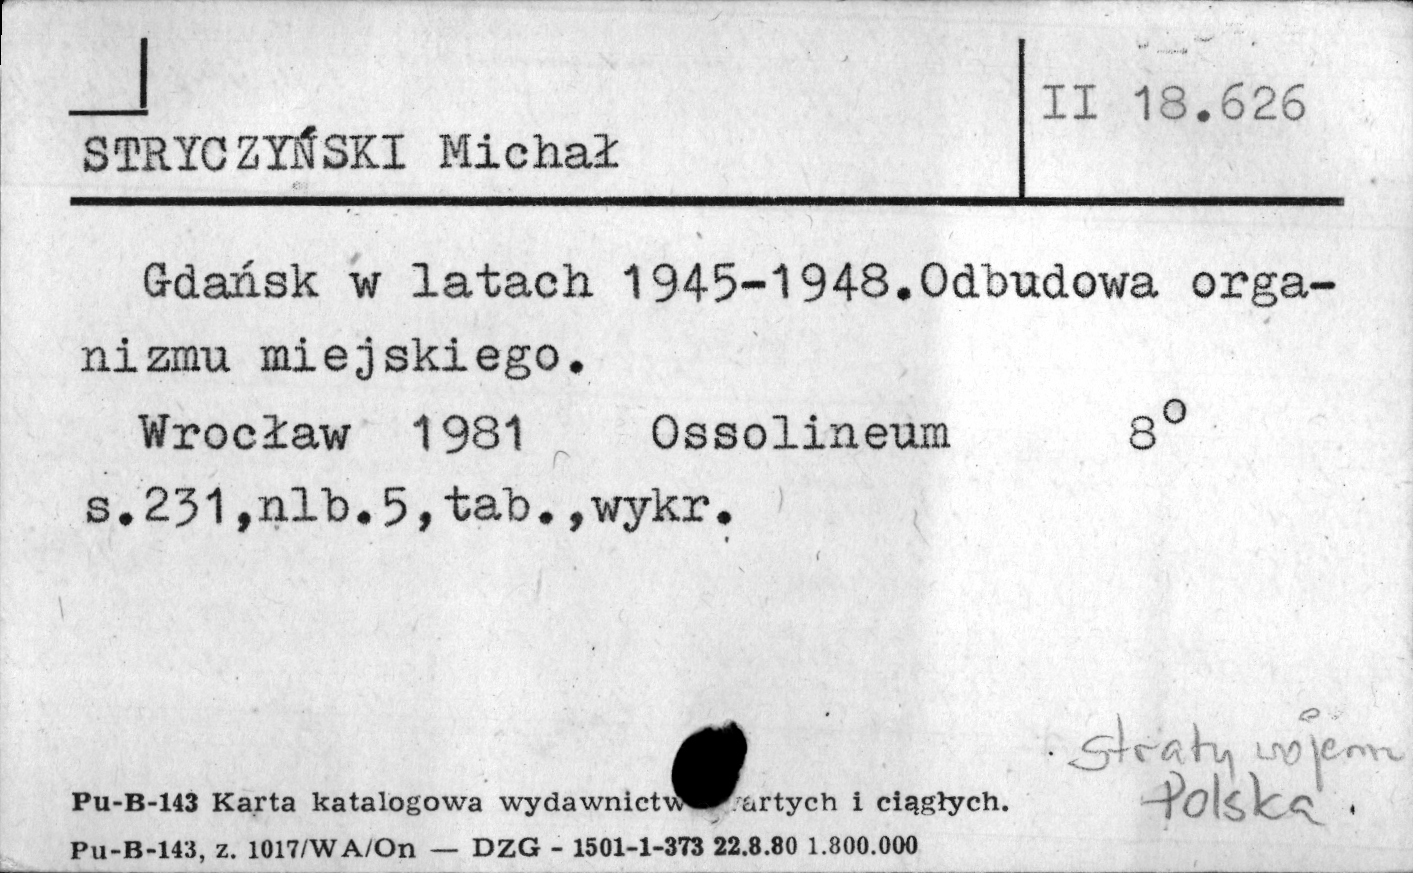 II 18.626
STRYCZYŃSKI Michał
Gdańsk w latach 1945-1948.Odbudowa orga-
nizmu miejskiego.
Wrocław 1981 Ossolineum 8°
s.231,nlb.5,tab.,wykr.
straty wojenn
Polska.
Pu-B-143 Karta katalogowa wydawnictw artych i ciągłych.
Pu-B-143, z. 1017/WA/On — DZG - 1501-1-373 22.8.80 1.800.000